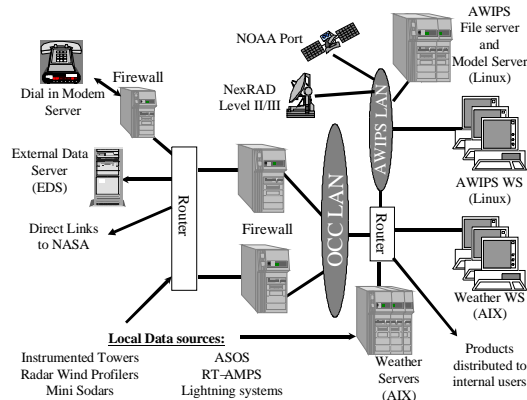 NOAA Port
AWIPS
File server
and
Model Server
(Linux)
Dial in Modem
Server
Firewall
NexRAD
Level II/III
AWIPS LAN
External Data
Server
(EDS)
Router
OCC LAN
AWIPS WS
(Linux)
Direct Links
to NASA
Firewall
Router
Weather WS
(AIX)
Local Data sources:
Instrumented Towers
Radar Wind Profilers
Mini Sodars
ASOS
RT-AMPS
Lightning systems
Weather
Servers
(AIX)
Products
distributed to
internal users